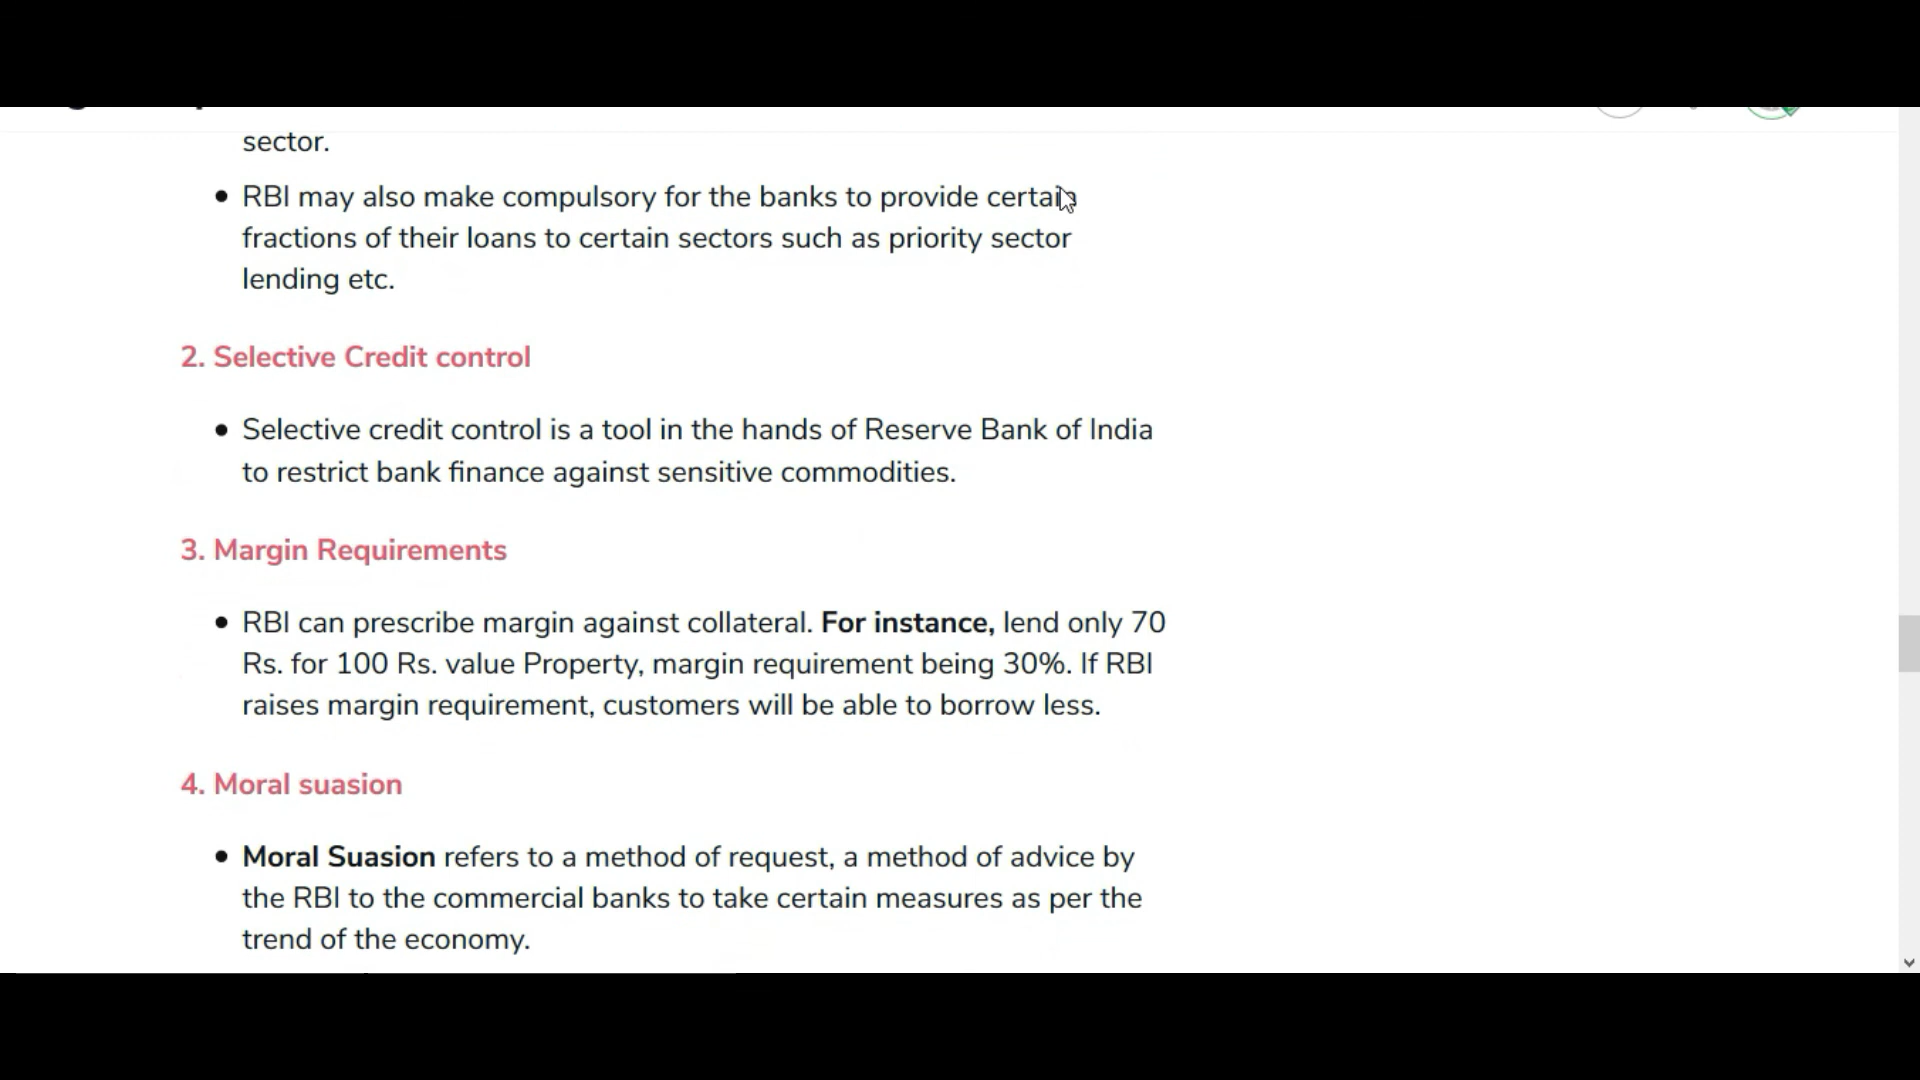 sector.
• RBI may also make compulsory for the banks to provide certain
fractions of their loans to certain sectors such as priority sector
lending etc.
2. Selective Credit control
• Selective credit control is a tool in the hands of Reserve Bank of India
to restrict bank finance against sensitive commodities.
3. Margin Requirements
• RBI can prescribe margin against collateral. For instance, lend only 70
Rs. for 100 Rs. value Property, margin requirement being 30%. If RBI
raises margin requirement, customers will be able to borrow less.
4. Moral suasion
• Moral Suasion refers to a method of request, a method of advice by
the RBI to the commercial banks to take certain measures as per the
trend of the economy.